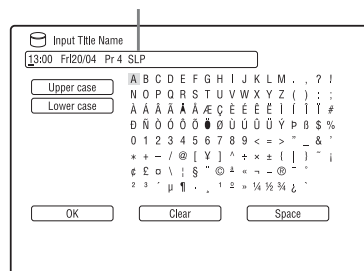 Input Title Name
13:00 Fri20/04 Pr 4 SLP
Upper case
Lower case
A B C D E F G H I J K L M . , ? !
N O P Q R S T U V W X Y Z ( ) : ;
À Á Â Ã Ä Å Æ Ç È É Ê Ë Ì Í Î Ï #
Ð Ñ Ò Ó Ô Õ Ö Ø Ù Ú Û Ü Ý Þ ß $ %
0 1 2 3 4 5 6 7 8 9 < = > " _ & '
* + – / @ [ ¥ ] ^ ÷ × ± { | } ~ ¡
¢ £ ¤ \ ¦ § ¨ © ª « ¬ - ® ¯ `
² ³ ´ µ ¶ · ¸ ¹ º » ¼ ½ ¾ ¿ `
OK
Clear
Space